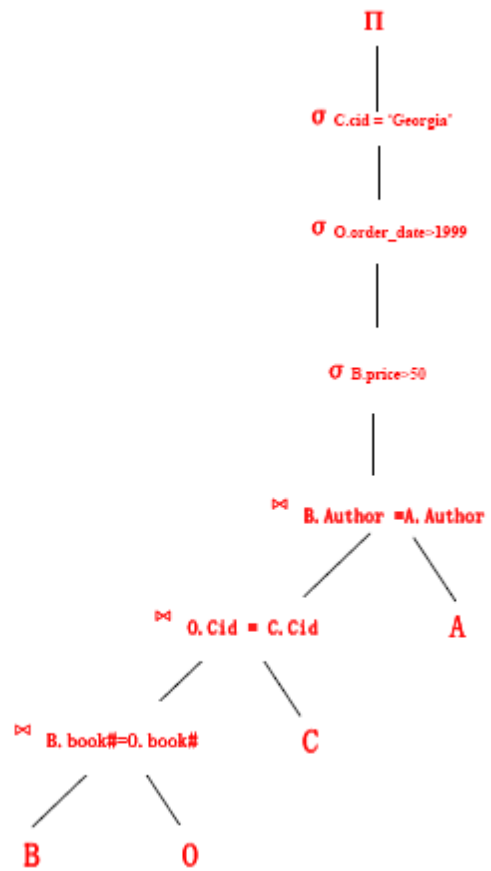 Π
σ C.cid = "Georgia"
σ O.order_date>1999
σ B.price>50
⋈ B.Author =A.Author
⋈ O.Cid = C.Cid
A
⋈ B.book#=O.book#
C
B O